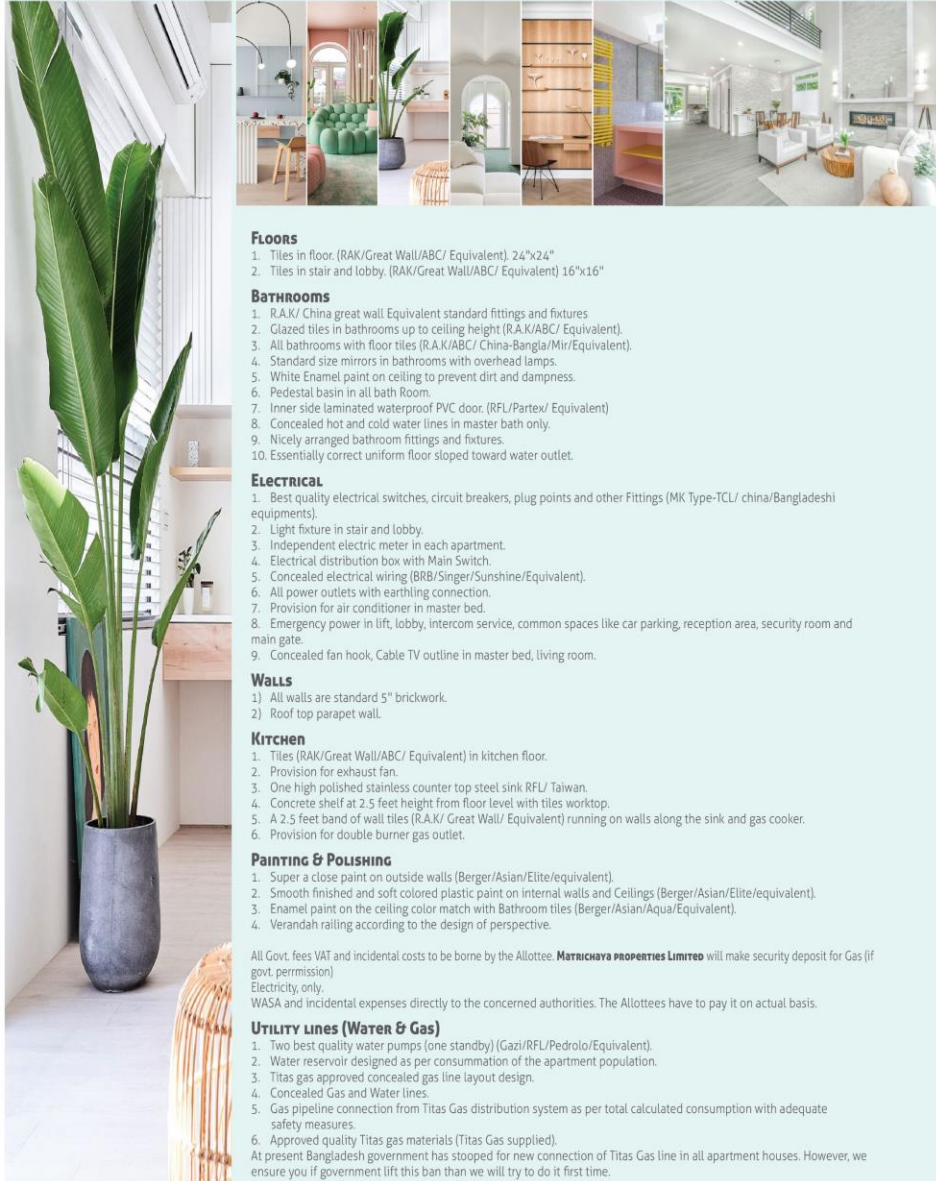 FLOORS
1. Tiles in floor. (RAK/Great Wall/ABC/ Equivalent). 24"x24"
2. Tiles in stair and lobby. (RAK/Great Wall/ABC/ Equivalent) 16"x16"
BATHROOMS
1. R.A.K/ China great wall Equivalent standard fittings and fixtures
2. Glazed tiles in bathrooms up to ceiling height (R.A.K/ABC/ Equivalent).
3. All bathrooms with floor tiles (R.A.K/ABC/ China-Bangla/Mir/Equivalent).
4. Standard size mirrors in bathrooms with overhead lamps.
5. White Enamel paint on ceiling to prevent dirt and dampness.
6. Pedestal basin in all bath Room.
7. Inner side laminated waterproof PVC door. (RFL/Partex/ Equivalent)
8. Concealed hot and cold water lines in master bath only.
9. Nicely arranged bathroom fittings and fixtures.
10. Essentially correct uniform floor sloped toward water outlet.
ELECTRICAL
1. Best quality electrical switches, circuit breakers, plug points and other Fittings (MK Type-TCL/ china/Bangladeshi
equipments).
2. Light fixture in stair and lobby.
3. Independent electric meter in each apartment.
4. Electrical distribution box with Main Switch.
5. Concealed electrical wiring (BRB/Singer/Sunshine/Equivalent).
6. All power outlets with earthling connection.
7. Provision for air conditioner in master bed.
8. Emergency power in lift, lobby, intercom service, common spaces like car parking, reception area, security room and
main gate.
9. Concealed fan hook, Cable TV outline in master bed, living room.
WALLS
1) All walls are standard 5" brickwork.
2) Roof top parapet wall.
KITCHEN
1. Tiles (RAK/Great Wall/ABC/ Equivalent) in kitchen floor.
2. Provision for exhaust fan.
3. One high polished stainless counter top steel sink RFL/ Taiwan.
4. Concrete shelf at 2.5 feet height from floor level with tiles worktop.
5. A 2.5 feet band of wall tiles (R.A.K/ Great Wall/ Equivalent) running on walls along the sink and gas cooker.
6. Provision for double burner gas outlet.
PAINTING & POLISHING
1. Super a close paint on outside walls (Berger/Asian/Elite/equivalent).
2. Smooth finished and soft colored plastic paint on internal walls and Ceilings (Berger/Asian/Elite/equivalent).
3. Enamel paint on the ceiling color match with Bathroom tiles (Berger/Asian/Aqua/Equivalent).
4. Verandah railing according to the design of perspective.
All Govt. fees VAT and incidental costs to be borne by the Allottee. MATRICHAYA PROPERTIES LIMITED will make security deposit for Gas (if
govt. perrmission)
Electricity, only.
WASA and incidental expenses directly to the concerned authorities. The Allottees have to pay it on actual basis.
UTILITY LINES (WATER & GAS)
1. Two best quality water pumps (one standby) (Gazi/RFL/Pedrolo/Equivalent).
2. Water reservoir designed as per consummation of the apartment population.
3. Titas gas approved concealed gas line layout design.
4. Concealed Gas and Water lines.
5. Gas pipeline connection from Titas Gas distribution system as per total calculated consumption with adequate
safety measures.
6. Approved quality Titas gas materials (Titas Gas supplied).
At present Bangladesh government has stooped for new connection of Titas Gas line in all apartment houses. However, we
ensure you if government lift this ban than we will try to do it first time.